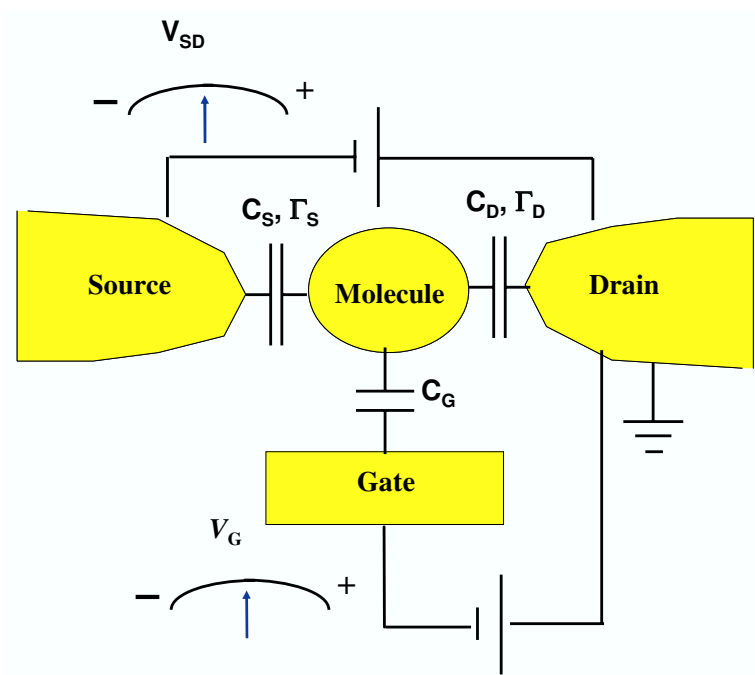 V_SD
− +
C_S, Γ_S
C_D, Γ_D
Source
Molecule
Drain
C_G
Gate
V_G
− +